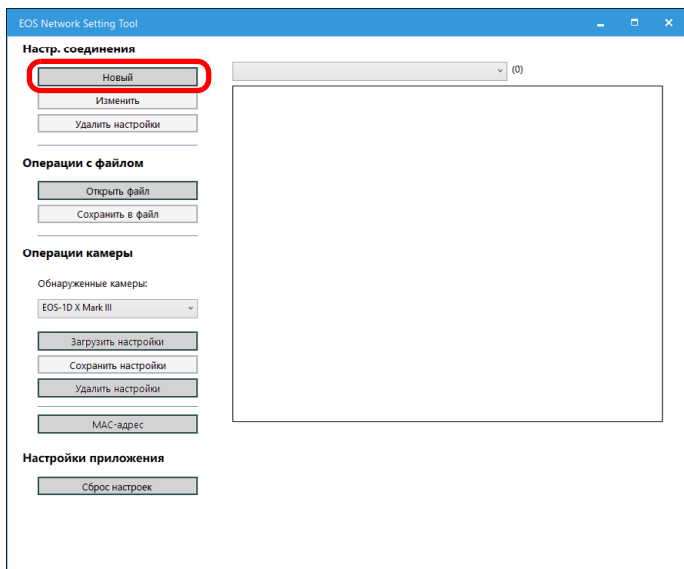 EOS Network Setting Tool
Настр. соединения
Новый
(0)
Изменить
Удалить настройки
Операции с файлом
Открыть файл
Сохранить в файл
Операции камеры
Обнаруженные камеры:
EOS-1D X Mark III
Загрузить настройки
Сохранить настройки
Удалить настройки
MAC-адрес
Настройки приложения
Сброс настроек